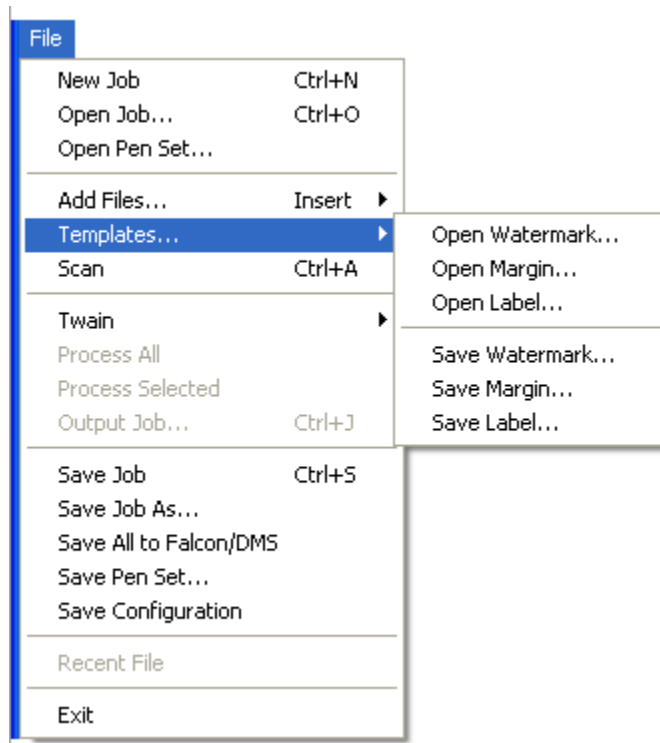 File
New Job Ctrl+N
Open Job... Ctrl+O
Open Pen Set...
Add Files... Insert
Templates...
Scan Ctrl+A
Twain
Process All
Process Selected
Output Job... Ctrl+J
Save Job Ctrl+S
Save Job As...
Save All to Falcon/DMS
Save Pen Set...
Save Configuration
Recent File
Exit
Open Watermark...
Open Margin...
Open Label...
Save Watermark...
Save Margin...
Save Label...